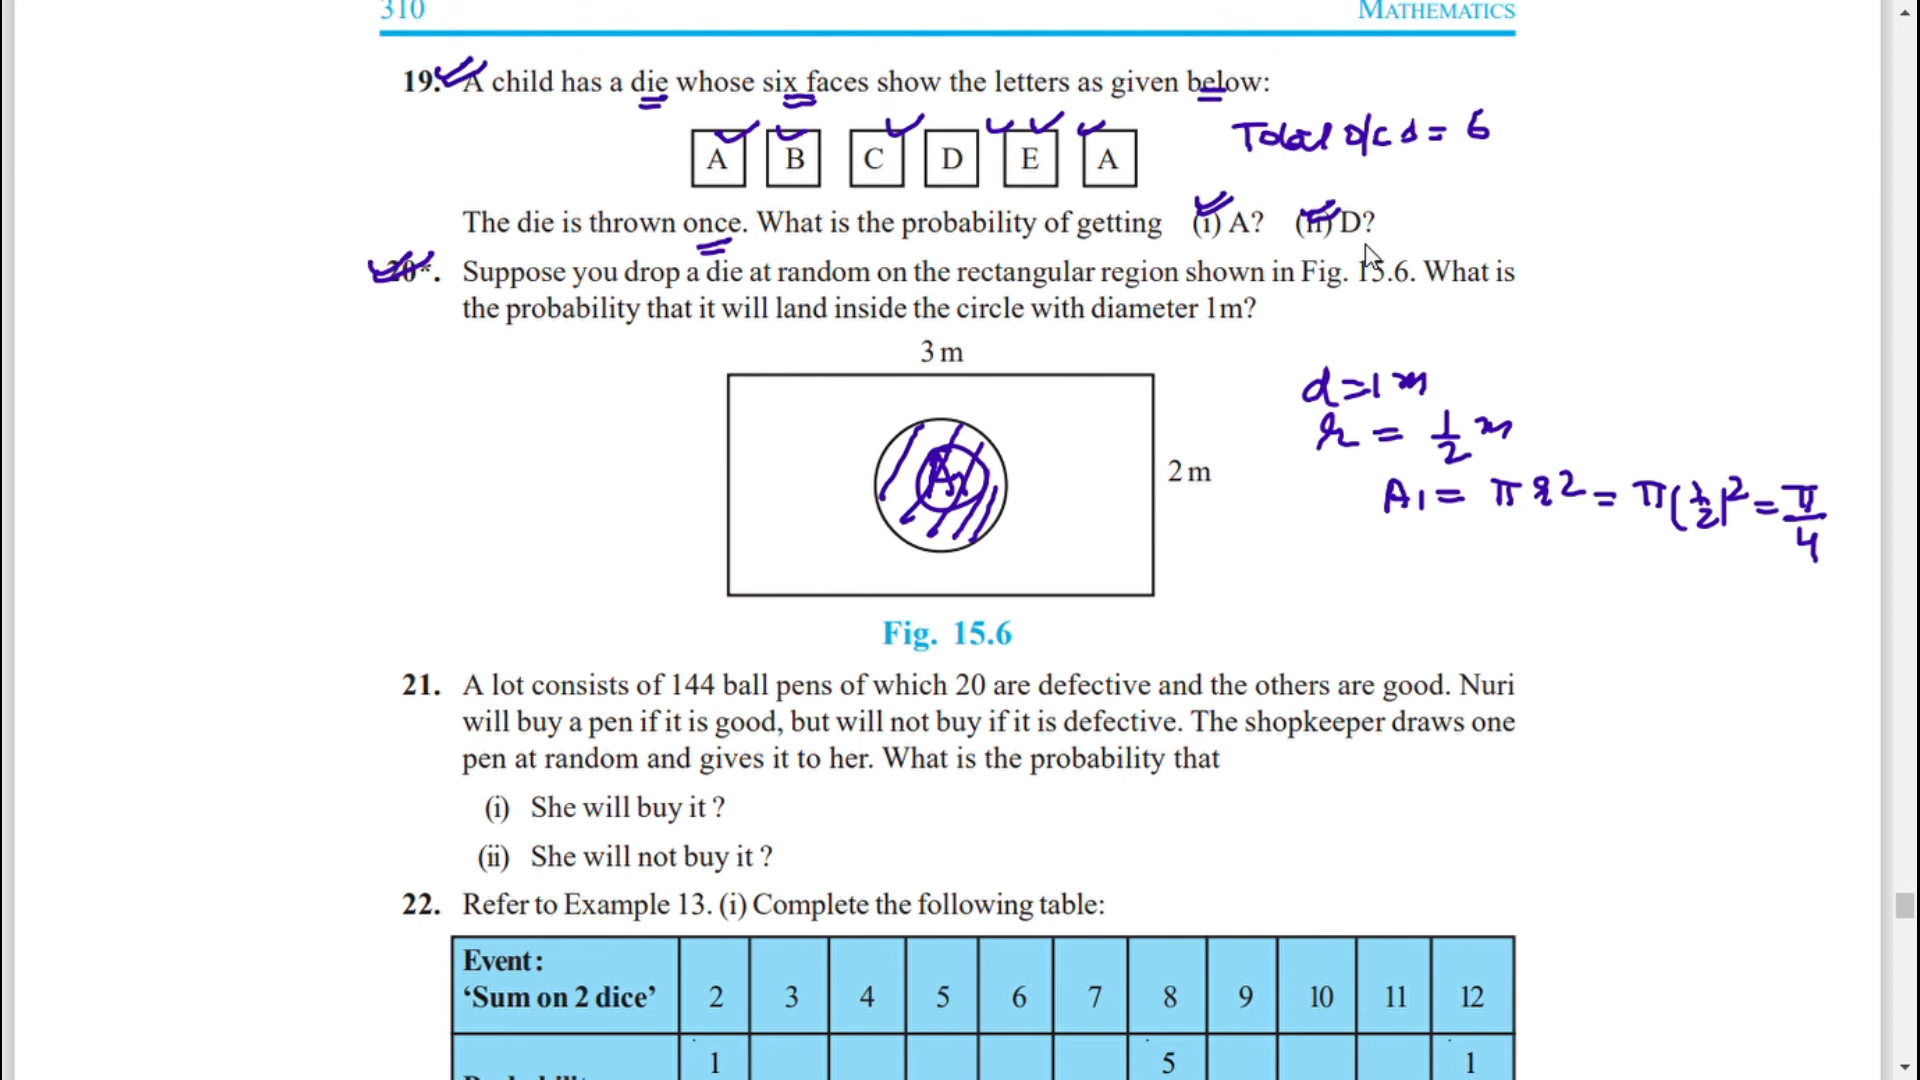 310 MATHEMATICS
19. A child has a die whose six faces show the letters as given below:
A B C D E A
Total o/c s = 6
The die is thrown once. What is the probability of getting (i) A? (ii) D?
20*. Suppose you drop a die at random on the rectangular region shown in Fig. 15.6. What is
the probability that it will land inside the circle with diameter 1m?
3 m
d = 1 m
r = 1/2 m
A1
2 m
A1 = π r2 = π(1/2)2 = π/4
Fig. 15.6
21. A lot consists of 144 ball pens of which 20 are defective and the others are good. Nuri
will buy a pen if it is good, but will not buy if it is defective. The shopkeeper draws one
pen at random and gives it to her. What is the probability that
(i) She will buy it ?
(ii) She will not buy it ?
22. Refer to Example 13. (i) Complete the following table:
Event :
‘Sum on 2 dice’ 2 3 4 5 6 7 8 9 10 11 12
1 5 1